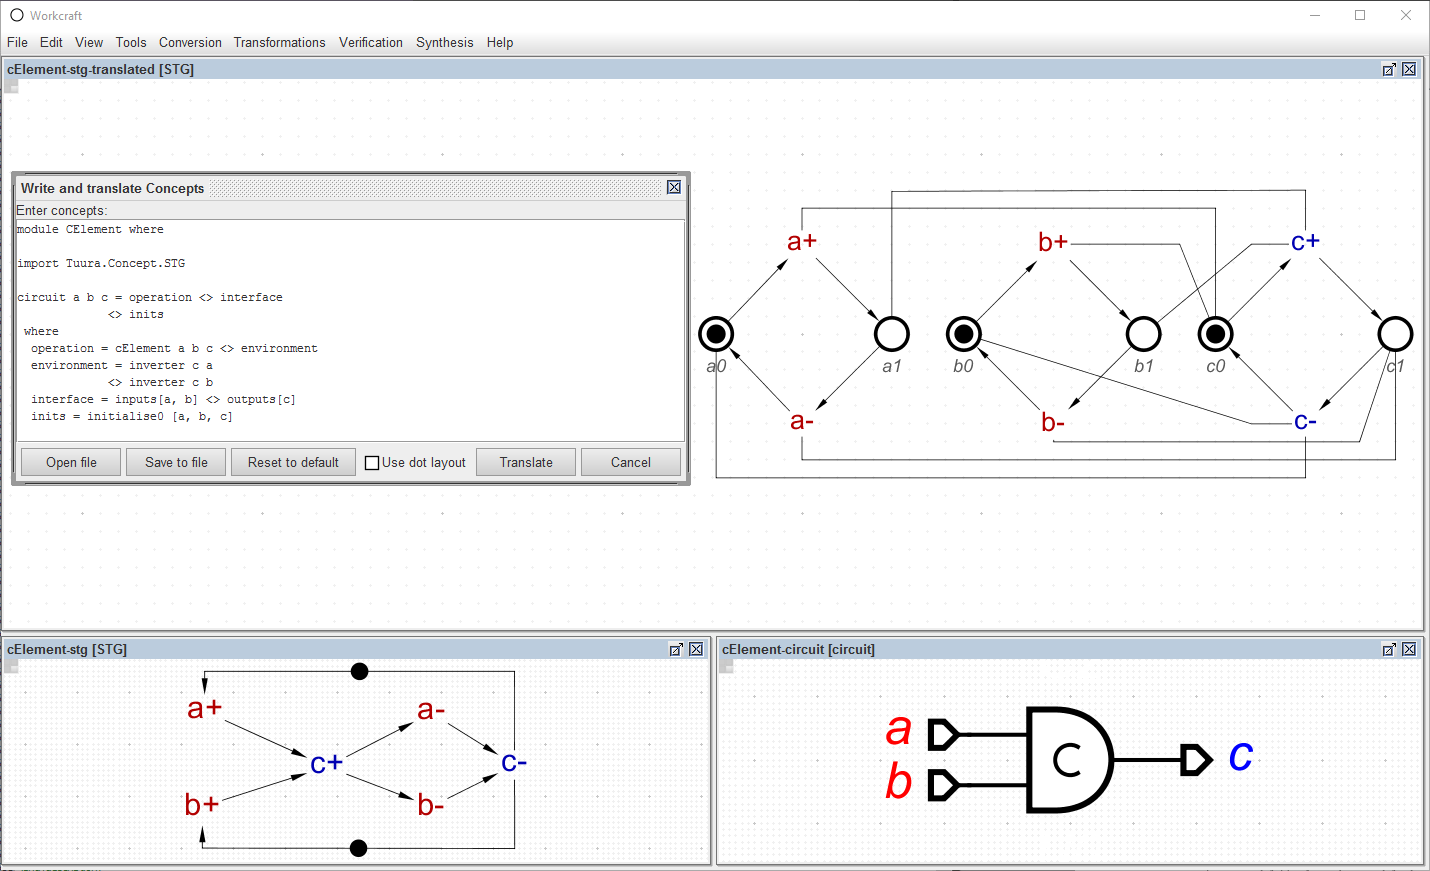 Workcraft
File Edit View Tools Conversion Transformations Verification Synthesis Help
cElement-stg-translated [STG]
Write and translate Concepts
Enter concepts:
module CElement where
import Tuura.Concept.STG
circuit a b c = operation <> interface
<> inits
where
operation = cElement a b c <> environment
environment = inverter c a
<> inverter c b
interface = inputs[a, b] <> outputs[c]
inits = initialise0 [a, b, c]
Open file Save to file Reset to default Use dot layout Translate Cancel
a+ b+ c+
a0 a1 b0 b1 c0 c1
a- b- c-
cElement-stg [STG]
a+ a-
c+ c-
b+ b-
cElement-circuit [circuit]
a
b
C
c